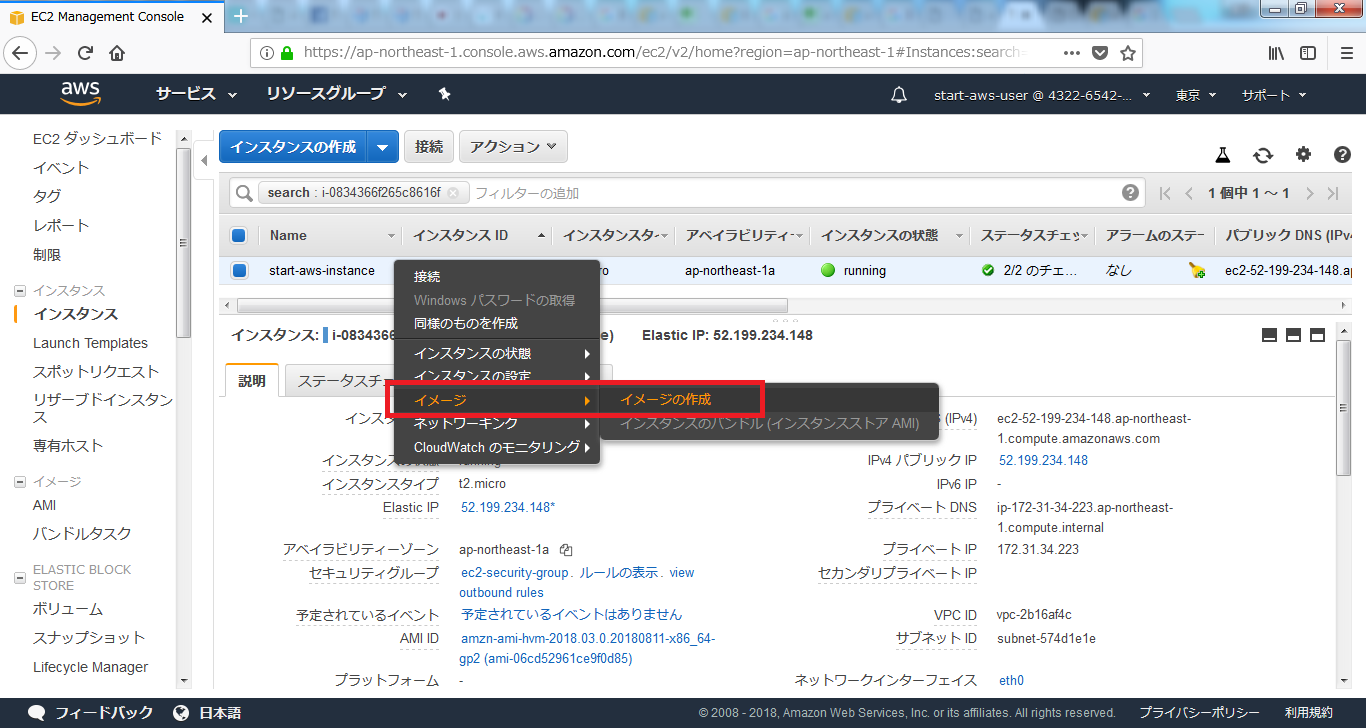 EC2 Management Console
https://ap-northeast-1.console.aws.amazon.com/ec2/v2/home?region=ap-northeast-1#Instances:search=
aws
サービス
リソースグループ
start-aws-user @ 4322-6542-...
東京
サポート
EC2 ダッシュボード
イベント
タグ
レポート
制限
インスタンス
インスタンス
Launch Templates
スポットリクエスト
リザーブドインスタン
ス
専有ホスト
イメージ
AMI
バンドルタスク
ELASTIC BLOCK
STORE
ボリューム
スナップショット
Lifecycle Manager
インスタンスの作成
接続
アクション
search : i-0834366f265c8616f
フィルターの追加
1 個中 1 ～ 1
Name
インスタンス ID
インスタンスタ-
アベイラビリティ-
インスタンスの状態
ステータスチェッ
アラームのステー
パブリック DNS (IPv4
start-aws-instance
ap-northeast-1a
running
2/2 のチェ...
なし
ec2-52-199-234-148.ap
接続
Windows パスワードの取得
同様のものを作成
インスタンスの状態
インスタンスの設定
イメージ
ネットワーキング
CloudWatch のモニタリング
イメージの作成
インスタンスのバンドル (インスタンスストア AMI)
インスタンス: i-0834366
e)
Elastic IP: 52.199.234.148
説明
ステータスチェ
インス
(IPv4)
ec2-52-199-234-148.ap-northeast-
1.compute.amazonaws.com
インスタンスの状態
running
IPv4 パブリック IP
52.199.234.148
インスタンスタイプ
t2.micro
IPv6 IP
-
Elastic IP
52.199.234.148*
プライベート DNS
ip-172-31-34-223.ap-northeast-
1.compute.internal
アベイラビリティーゾーン
ap-northeast-1a
プライベート IP
172.31.34.223
セキュリティグループ
ec2-security-group. ルールの表示. view
outbound rules
セカンダリプライベート IP
予定されているイベント
予定されているイベントはありません
VPC ID
vpc-2b16af4c
AMI ID
amzn-ami-hvm-2018.03.0.20180811-x86_64-
gp2 (ami-06cd52961ce9f0d85)
サブネット ID
subnet-574d1e1e
プラットフォーム
-
ネットワークインターフェイス
eth0
フィードバック
日本語
© 2008 - 2018, Amazon Web Services, Inc. or its affiliates. All rights reserved.
プライバシーポリシー
利用規約